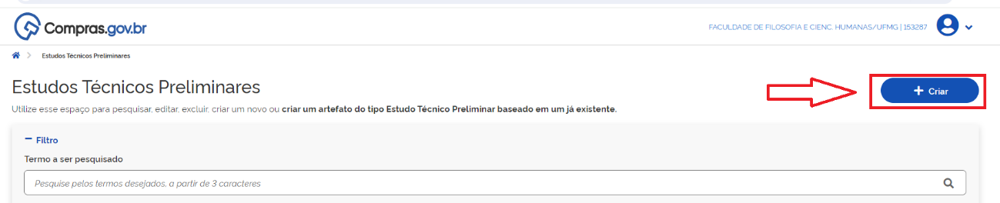 Compras.gov.br
FACULDADE DE FILOSOFIA E CIENC. HUMANAS/UFMG | 153287
Estudos Técnicos Preliminares
Estudos Técnicos Preliminares
Criar
Utilize esse espaço para pesquisar, editar, excluir, criar um novo ou criar um artefato do tipo Estudo Técnico Preliminar baseado em um já existente.
Filtro
Termo a ser pesquisado
Pesquise pelos termos desejados, a partir de 3 caracteres